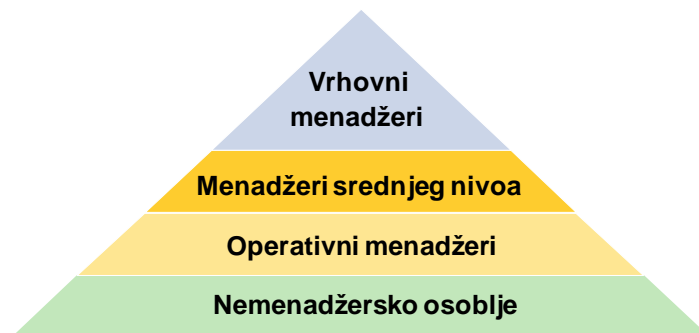 Vrhovni
menadžeri
Menadžeri srednjeg nivoa
Operativni menadžeri
Nemenadžersko osoblje